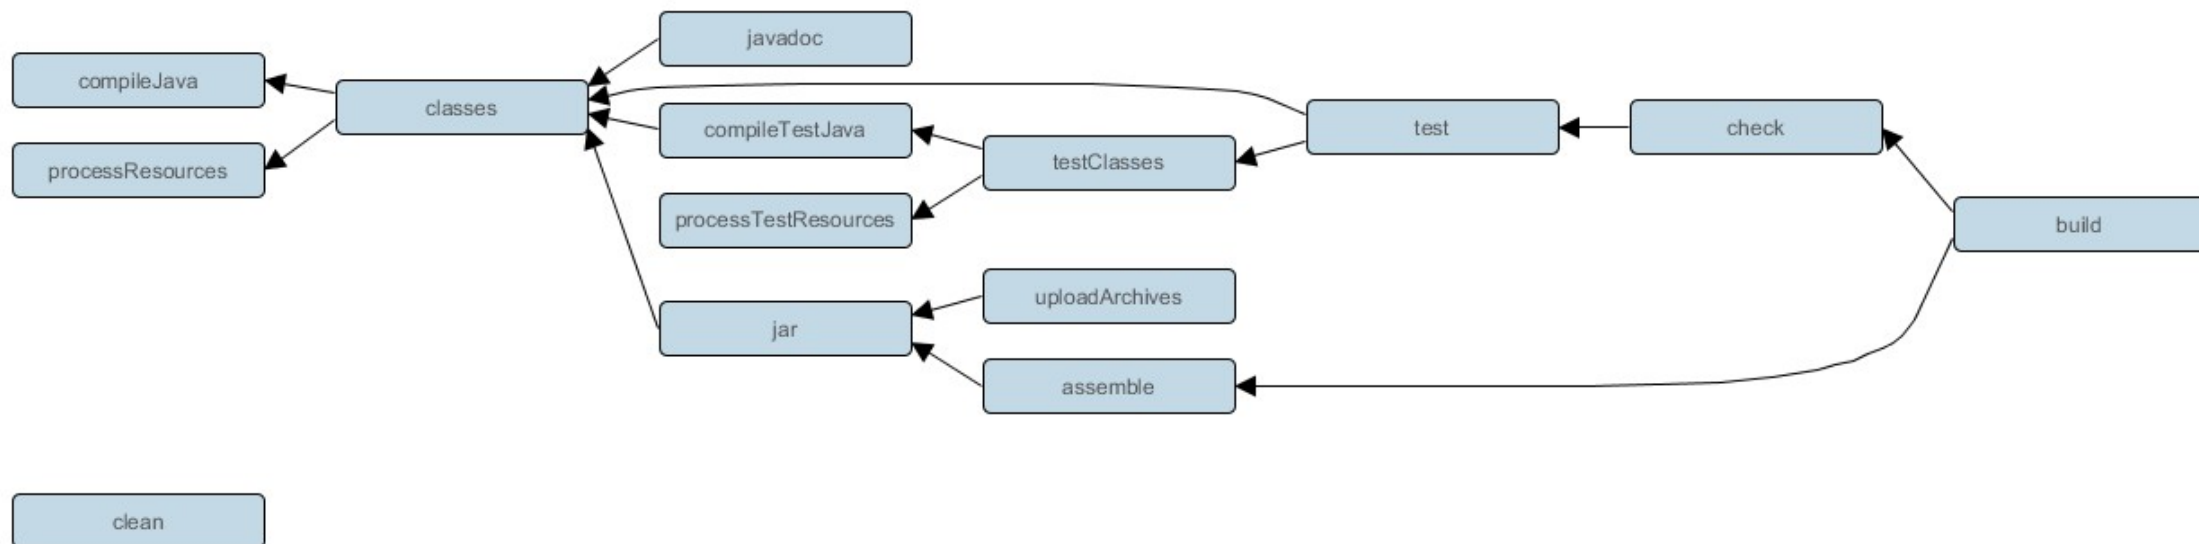 javadoc
compileJava
classes
compileTestJava
test
check
testClasses
processResources
processTestResources
build
uploadArchives
jar
assemble
clean